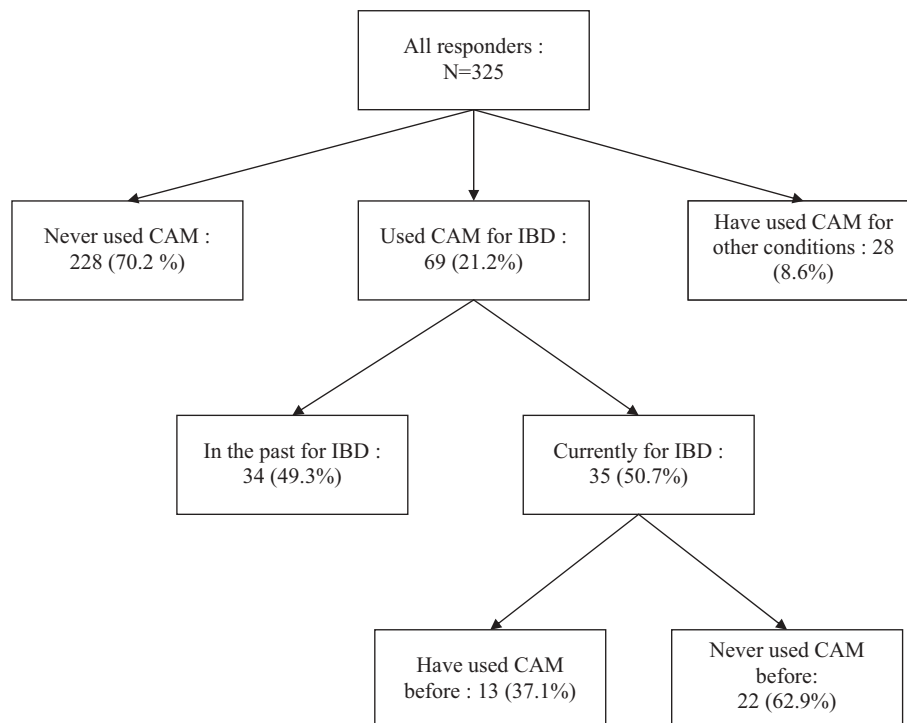 All responders :
N=325
Never used CAM :
228 (70.2 %)
Used CAM for IBD :
69 (21.2%)
Have used CAM for
other conditions : 28
(8.6%)
In the past for IBD :
34 (49.3%)
Currently for IBD :
35 (50.7%)
Have used CAM
before : 13 (37.1%)
Never used CAM
before:
22 (62.9%)